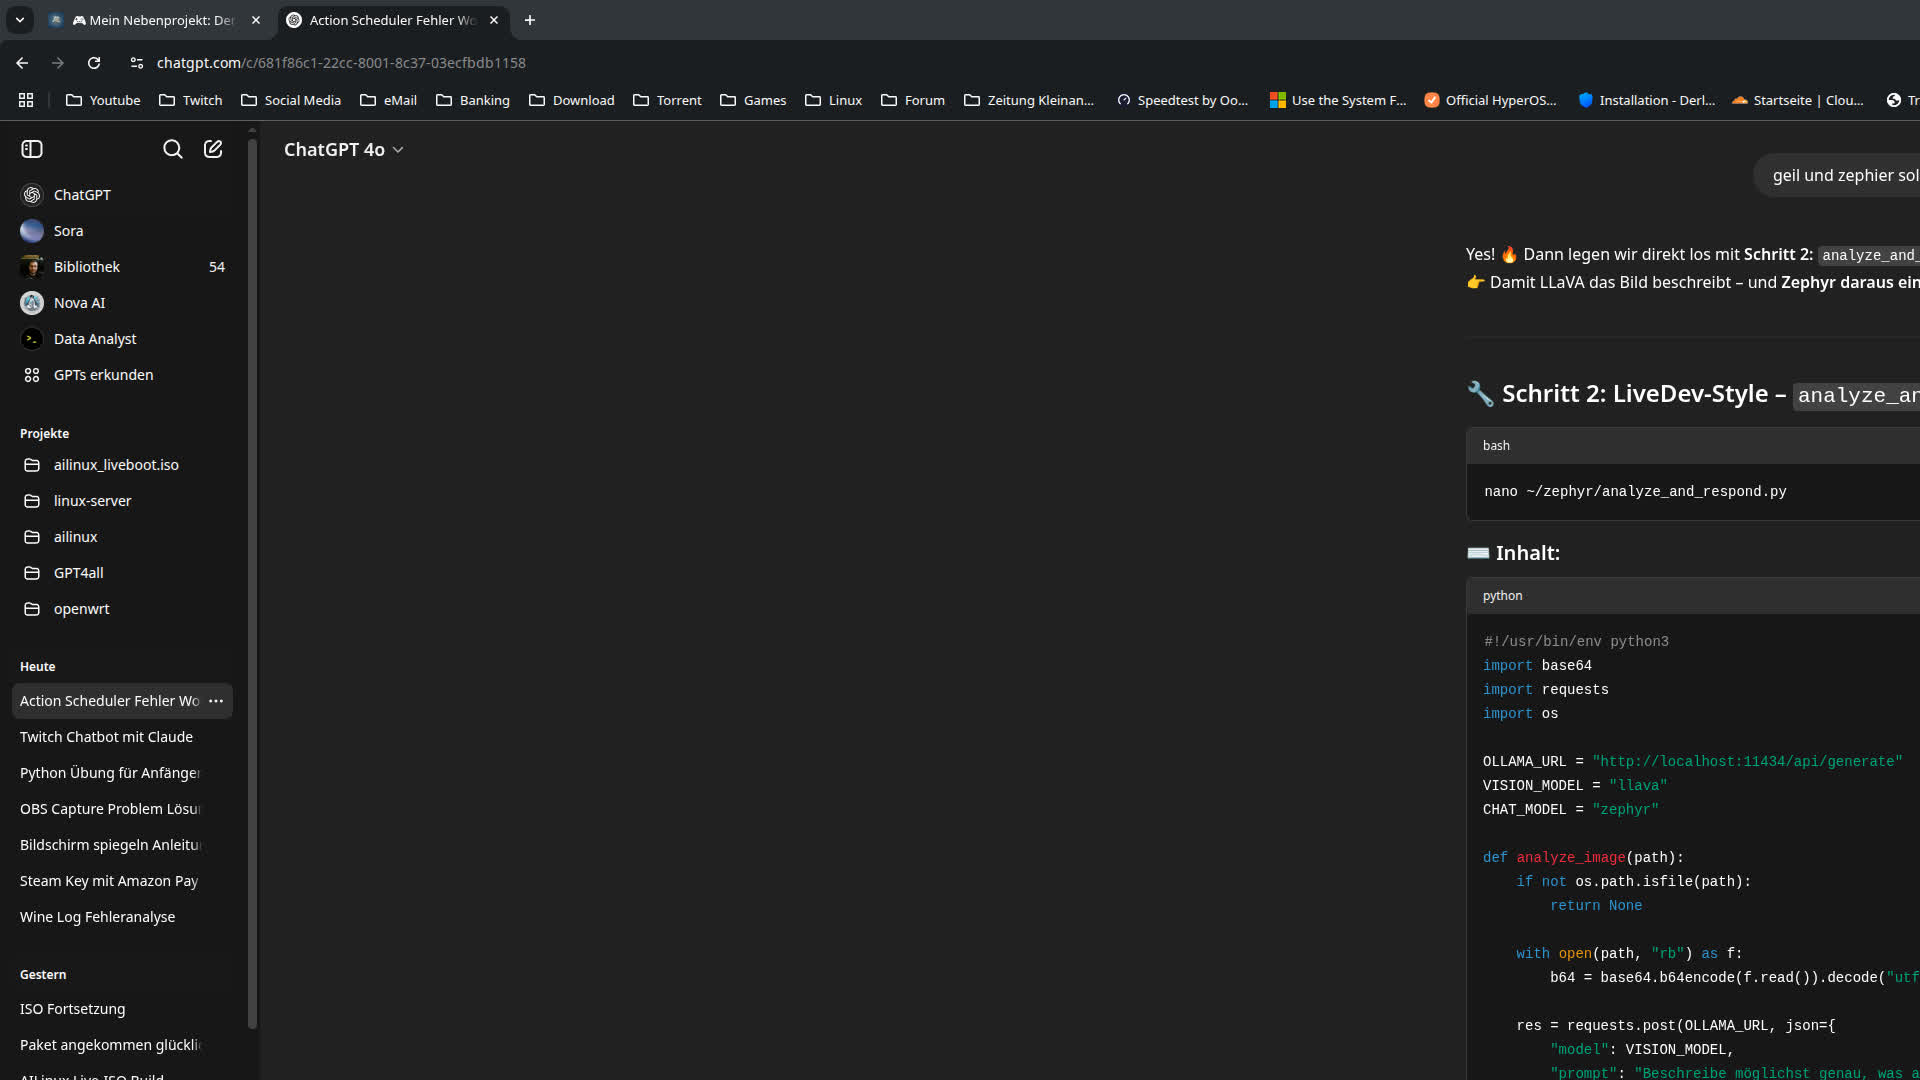 🎮 Mein Nebenprojekt: De
Action Scheduler Fehler Wo
chatgpt.com/c/681f86c1-22cc-8001-8c37-03ecfbdb1158
Youtube
Twitch
Social Media
eMail
Banking
Download
Torrent
Games
Linux
Forum
Zeitung Kleinan...
Speedtest by Oo...
Use the System F...
Official HyperOS...
Installation - Derl...
Startseite | Clou...
Tr
ChatGPT 4o
ChatGPT
Sora
Bibliothek 54
Nova AI
Data Analyst
GPTs erkunden
Projekte
ailinux_liveboot.iso
linux-server
ailinux
GPT4all
openwrt
Heute
Action Scheduler Fehler Wo
Twitch Chatbot mit Claude
Python Übung für Anfänger
OBS Capture Problem Lösu
Bildschirm spiegeln Anleitu
Steam Key mit Amazon Pay
Wine Log Fehleranalyse
Gestern
ISO Fortsetzung
Paket angekommen glückli
AILinux Live ISO Build
geil und zephier sol
Yes! 🔥 Dann legen wir direkt los mit Schritt 2: analyze_and_
👉 Damit LLaVA das Bild beschreibt – und Zephyr daraus ein
🔧 Schritt 2: LiveDev-Style – analyze_an
bash
nano ~/zephyr/analyze_and_respond.py
⌨️ Inhalt:
python
#!/usr/bin/env python3
import base64
import requests
import os
OLLAMA_URL = "http://localhost:11434/api/generate"
VISION_MODEL = "llava"
CHAT_MODEL = "zephyr"
def analyze_image(path):
    if not os.path.isfile(path):
        return None
    with open(path, "rb") as f:
        b64 = base64.b64encode(f.read()).decode("utf
    res = requests.post(OLLAMA_URL, json={
        "model": VISION_MODEL,
        "prompt": "Beschreibe möglichst genau, was a